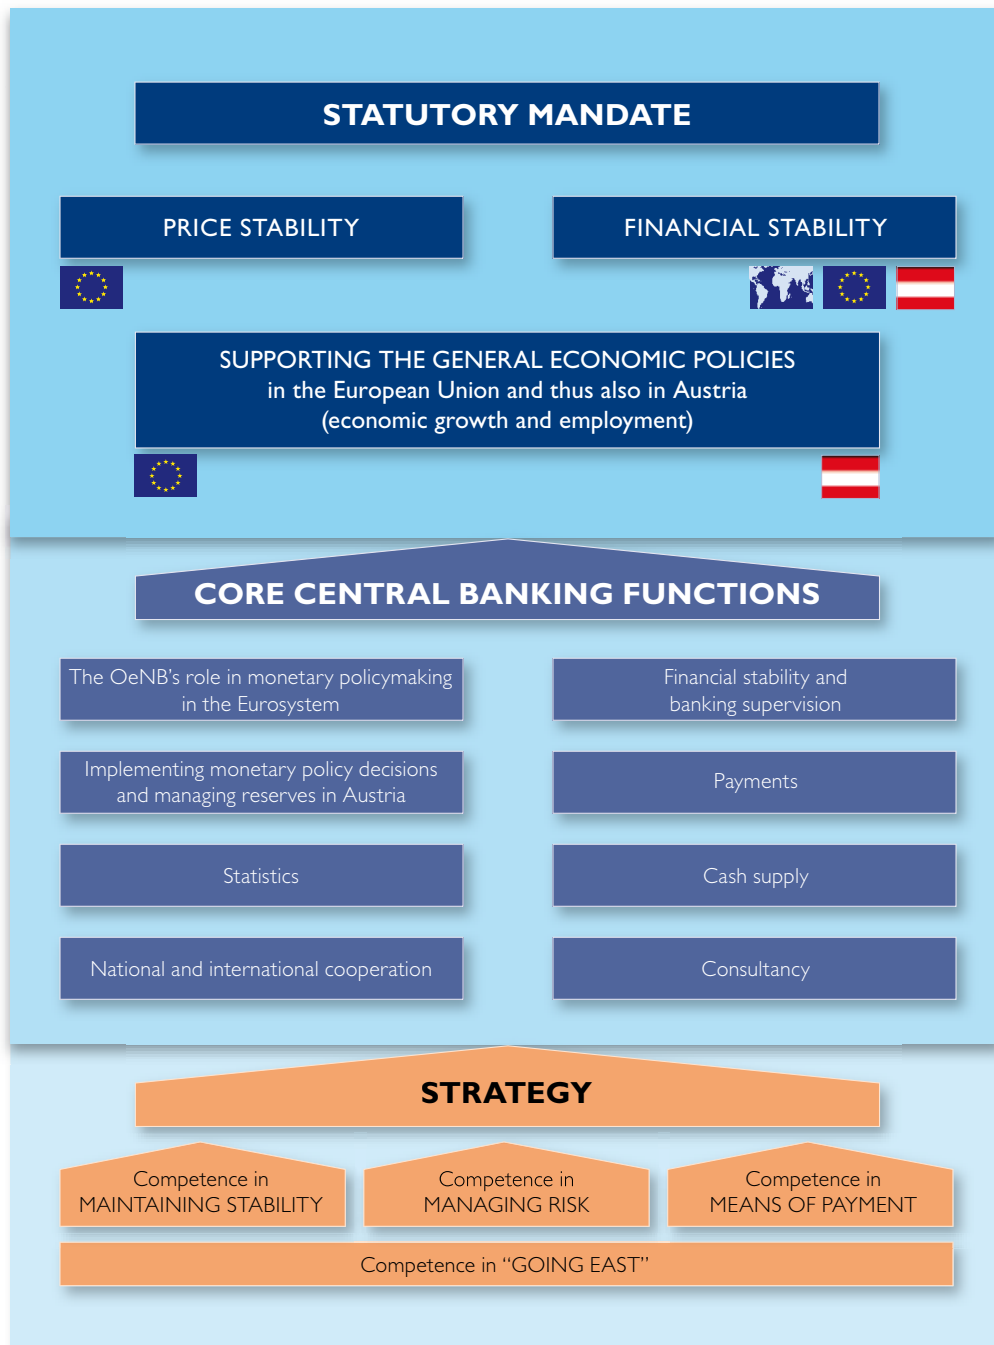 STATUTORY MANDATE
PRICE STABILITY
FINANCIAL STABILITY
SUPPORTING THE GENERAL ECONOMIC POLICIES
in the European Union and thus also in Austria
(economic growth and employment)
CORE CENTRAL BANKING FUNCTIONS
The OeNB’s role in monetary policymaking
in the Eurosystem
Financial stability and
banking supervision
Implementing monetary policy decisions
and managing reserves in Austria
Payments
Statistics
Cash supply
National and international cooperation
Consultancy
STRATEGY
Competence in
MAINTAINING STABILITY
Competence in
MANAGING RISK
Competence in
MEANS OF PAYMENT
Competence in “GOING EAST”